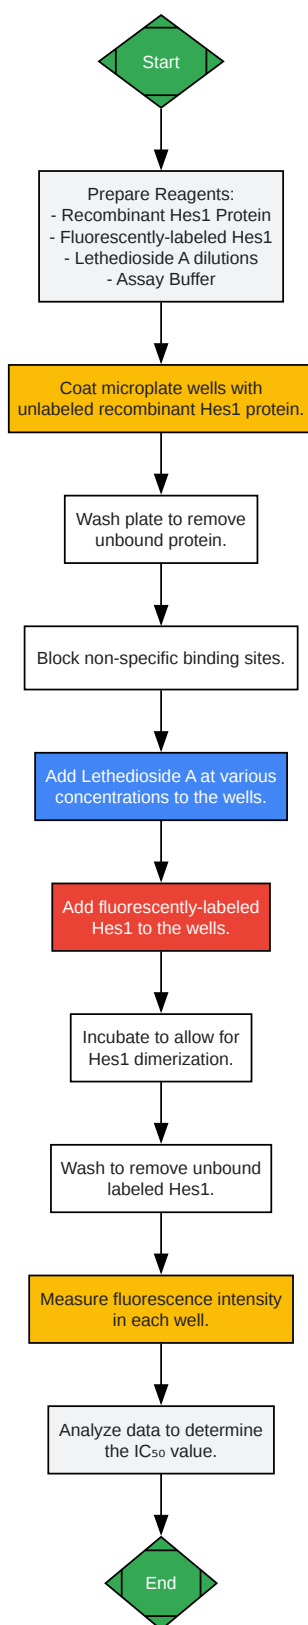 Start
Prepare Reagents:
- Recombinant Hes1 Protein
- Fluorescently-labeled Hes1
- Lethedioside A dilutions
- Assay Buffer
Coat microplate wells with
unlabeled recombinant Hes1 protein.
Wash plate to remove
unbound protein.
Block non-specific binding sites.
Add Lethedioside A at various
concentrations to the wells.
Add fluorescently-labeled
Hes1 to the wells.
Incubate to allow for
Hes1 dimerization.
Wash to remove unbound
labeled Hes1.
Measure fluorescence intensity
in each well.
Analyze data to determine
the IC₅₀ value.
End